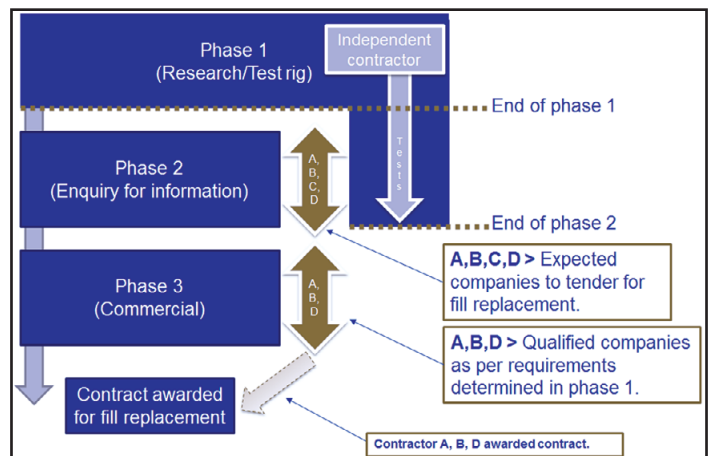 Phase 1
(Research/Test rig)
Independent
contractor
End of phase 1
Tests
Phase 2
(Enquiry for information)
A,
B,
C,
D
End of phase 2
A,B,C,D > Expected
companies to tender for
fill replacement.
Phase 3
(Commercial)
A,
B,
D
A,B,D > Qualified companies
as per requirements
determined in phase 1.
Contract awarded
for fill replacement
Contractor A, B, D awarded contract.